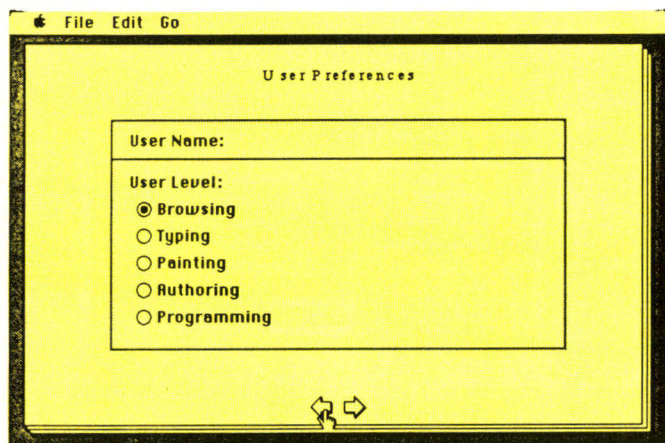 File Edit Go
User Preferences
User Name:
User Level:
Browsing
Typing
Painting
Authoring
Programming